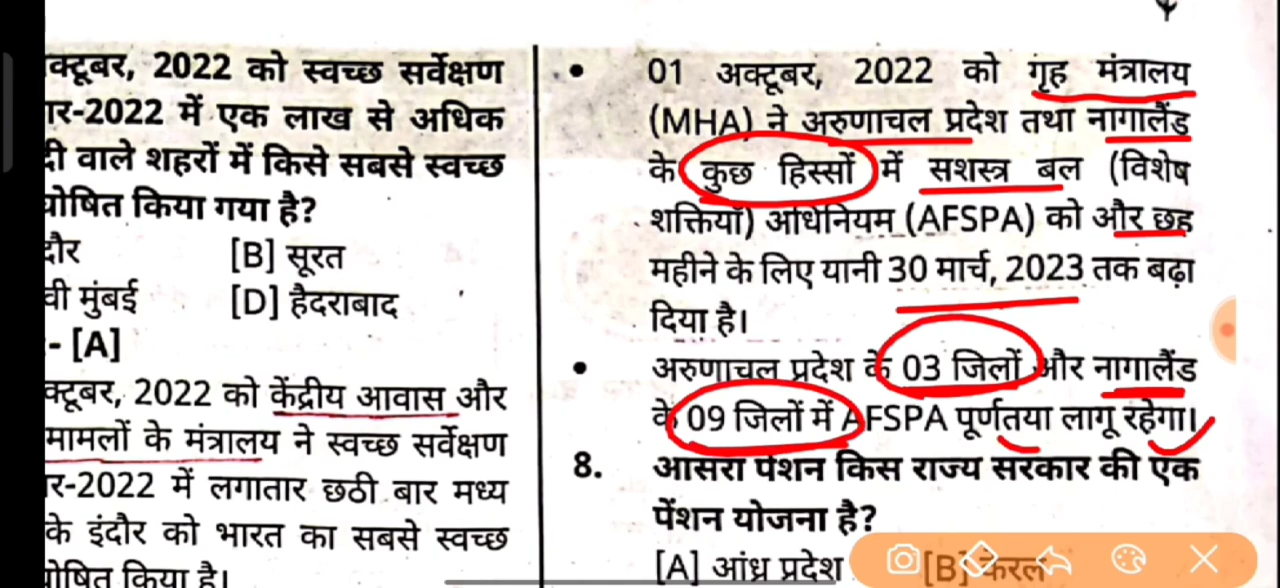 क्टूबर, 2022 को स्वच्छ सर्वेक्षण
ार-2022 में एक लाख से अधिक
दी वाले शहरों में किसे सबसे स्वच्छ
घोषित किया गया है?
दौर [B] सूरत
वी मुंबई [D] हैदराबाद
- [A]
क्टूबर, 2022 को केंद्रीय आवास और
मामलों के मंत्रालय ने स्वच्छ सर्वेक्षण
र-2022 में लगातार छठी बार मध्य
के इंदौर को भारत का सबसे स्वच्छ
घोषित किया है।
• 01 अक्टूबर, 2022 को गृह मंत्रालय
(MHA) ने अरुणाचल प्रदेश तथा नागालैंड
के कुछ हिस्सों में सशस्त्र बल (विशेष
शक्तियाँ) अधिनियम (AFSPA) को और छह
महीने के लिए यानी 30 मार्च, 2023 तक बढ़ा
दिया है।
• अरुणाचल प्रदेश के 03 जिलों और नागालैंड
के 09 जिलों में AFSPA पूर्णतया लागू रहेगा।
8. आसरा पेंशन किस राज्य सरकार की एक
पेंशन योजना है?
[A] आंध्र प्रदेश [B] केरल